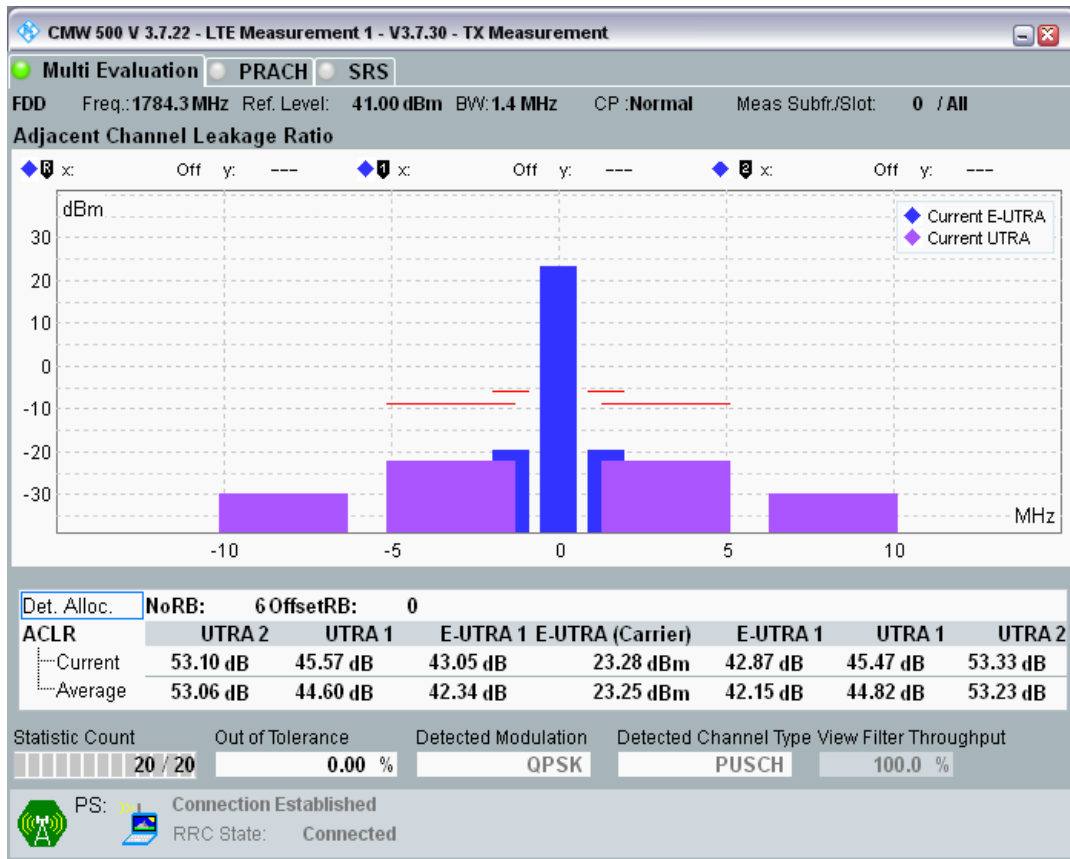 CMW 500 V 3.7.22 - LTE Measurement 1 - V3.7.30 - TX Measurement
Multi Evaluation PRACH SRS
FDD Freq.: 1784.3 MHz Ref. Level: 41.00 dBm BW: 1.4 MHz CP : Normal Meas Subfr./Slot: 0 / All
Adjacent Channel Leakage Ratio
R x: Off y: --- 1 x: Off y: --- 2 x: Off y: ---
dBm
Current E-UTRA
Current UTRA
30
20
10
0
-10
-20
-30
MHz
-10 -5 0 5 10
Det. Alloc. NoRB: 6 OffsetRB: 0
ACLR UTRA 2 UTRA 1 E-UTRA 1 E-UTRA (Carrier) E-UTRA 1 UTRA 1 UTRA 2
Current 53.10 dB 45.57 dB 43.05 dB 23.28 dBm 42.87 dB 45.47 dB 53.33 dB
Average 53.06 dB 44.60 dB 42.34 dB 23.25 dBm 42.15 dB 44.82 dB 53.23 dB
Statistic Count Out of Tolerance Detected Modulation Detected Channel Type View Filter Throughput
20 / 20 0.00 % QPSK PUSCH 100.0 %
PS: Connection Established
RRC State: Connected